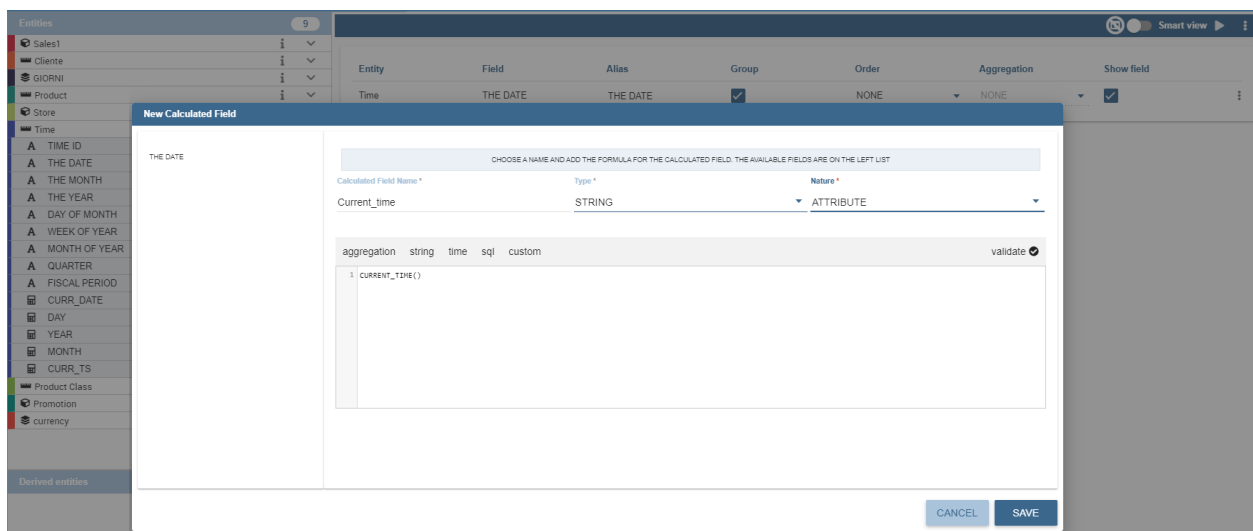 Entities 9
Smart view
Sales1 i
Cliente i
GIORNI i
Product i
Store
Time
A TIME ID
A THE DATE
A THE MONTH
A THE YEAR
A DAY OF MONTH
A WEEK OF YEAR
A MONTH OF YEAR
A QUARTER
A FISCAL PERIOD
CURR_DATE
DAY
YEAR
MONTH
CURR_TS
Product Class
Promotion
currency
Derived entities
Entity Field Alias Group Order Aggregation Show field
Time THE DATE THE DATE NONE NONE
New Calculated Field
THE DATE
CHOOSE A NAME AND ADD THE FORMULA FOR THE CALCULATED FIELD. THE AVAILABLE FIELDS ARE ON THE LEFT LIST
Calculated Field Name * Type * Nature *
Current_time STRING ATTRIBUTE
aggregation string time sql custom validate
1 CURRENT_TIME()
CANCEL SAVE